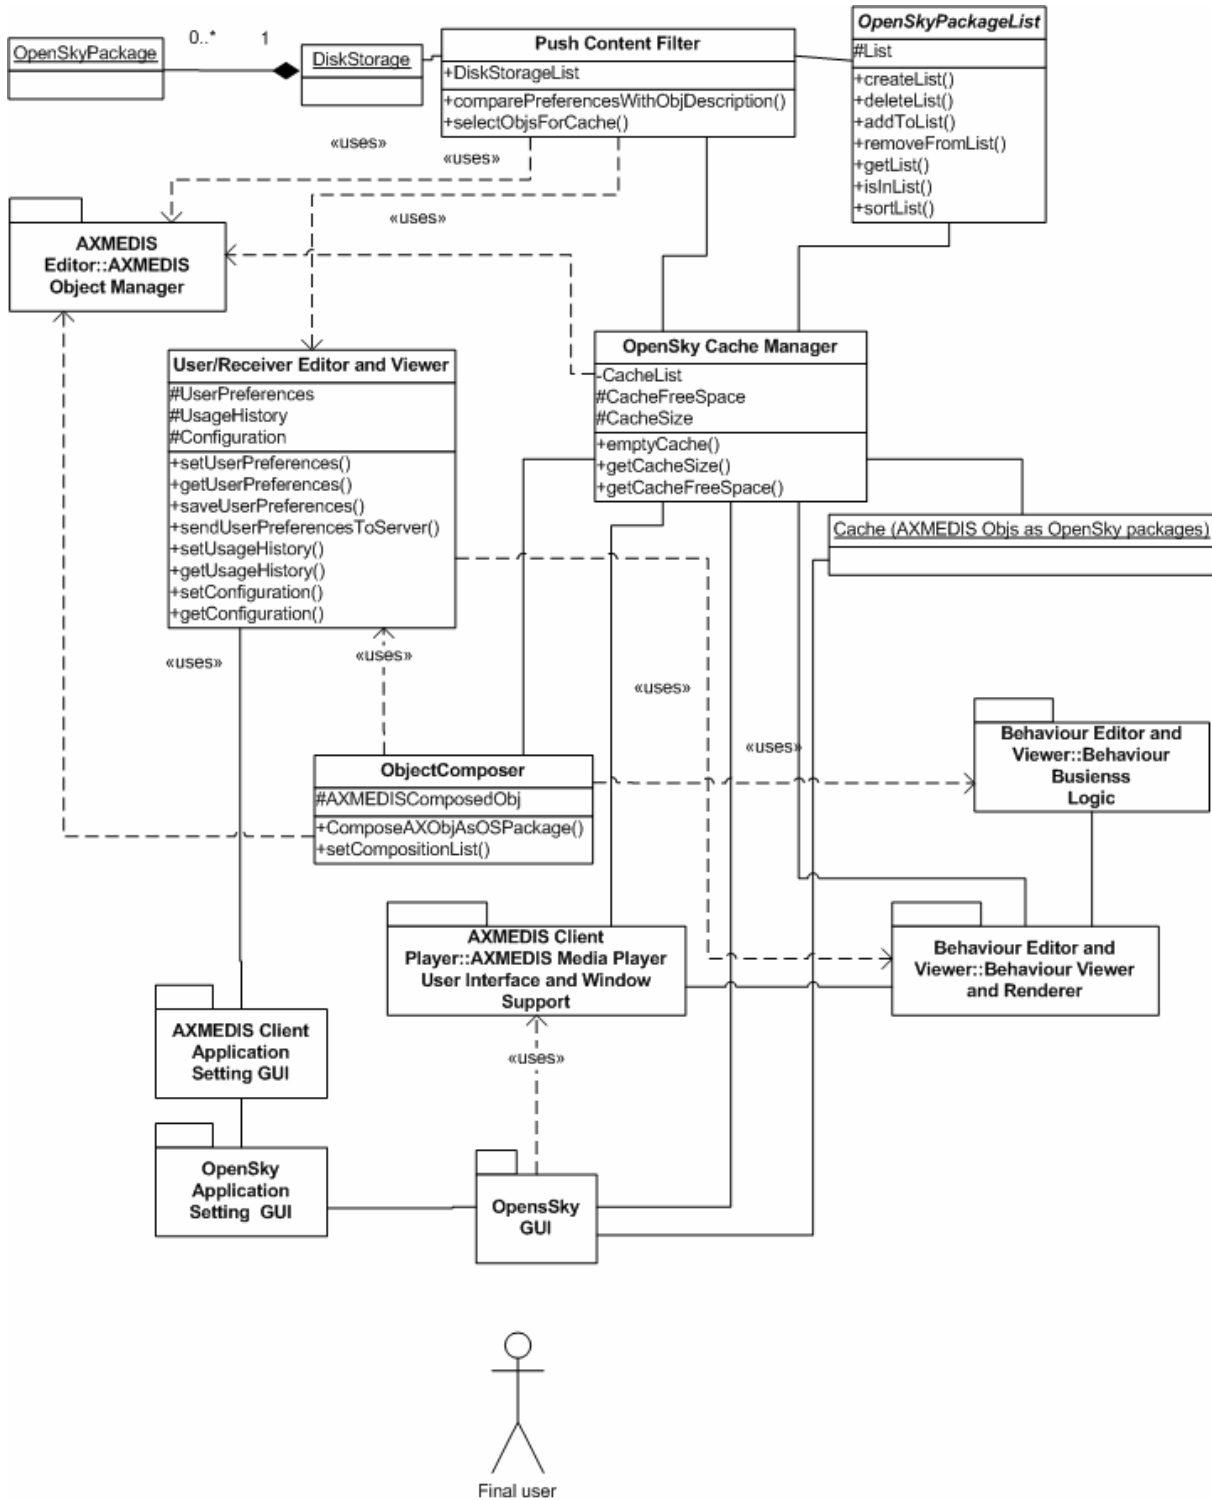 OpenSkyPackage
0..*
1
DiskStorage
Push Content Filter
+DiskStorageList
+comparePreferencesWithObjDescription()
+selectObjsForCache()
OpenSkyPackageList
#List
+createList()
+deleteList()
+addToList()
+removeFromList()
+getList()
+isInList()
+sortList()
«uses»
«uses»
«uses»
AXMEDIS
Editor::AXMEDIS
Object Manager
User/Receiver Editor and Viewer
#UserPreferences
#UsageHistory
#Configuration
+setUserPreferences()
+getUserPreferences()
+saveUserPreferences()
+sendUserPreferencesToServer()
+setUsageHistory()
+getUsageHistory()
+setConfiguration()
+getConfiguration()
OpenSky Cache Manager
-CacheList
#CacheFreeSpace
#CacheSize
+emptyCache()
+getCacheSize()
+getCacheFreeSpace()
Cache (AXMEDIS Objs as OpenSky packages)
«uses»
«uses»
«uses»
«uses»
ObjectComposer
#AXMEDISComposedObj
+ComposeAXObjAsOSPackage()
+setCompositionList()
Behaviour Editor and
Viewer::Behaviour
Busienss
Logic
AXMEDIS Client
Player::AXMEDIS Media Player
User Interface and Window
Support
Behaviour Editor and
Viewer::Behaviour Viewer
and Renderer
AXMEDIS Client
Application
Setting GUI
«uses»
OpenSky
Application
Setting GUI
OpensSky
GUI
Final user